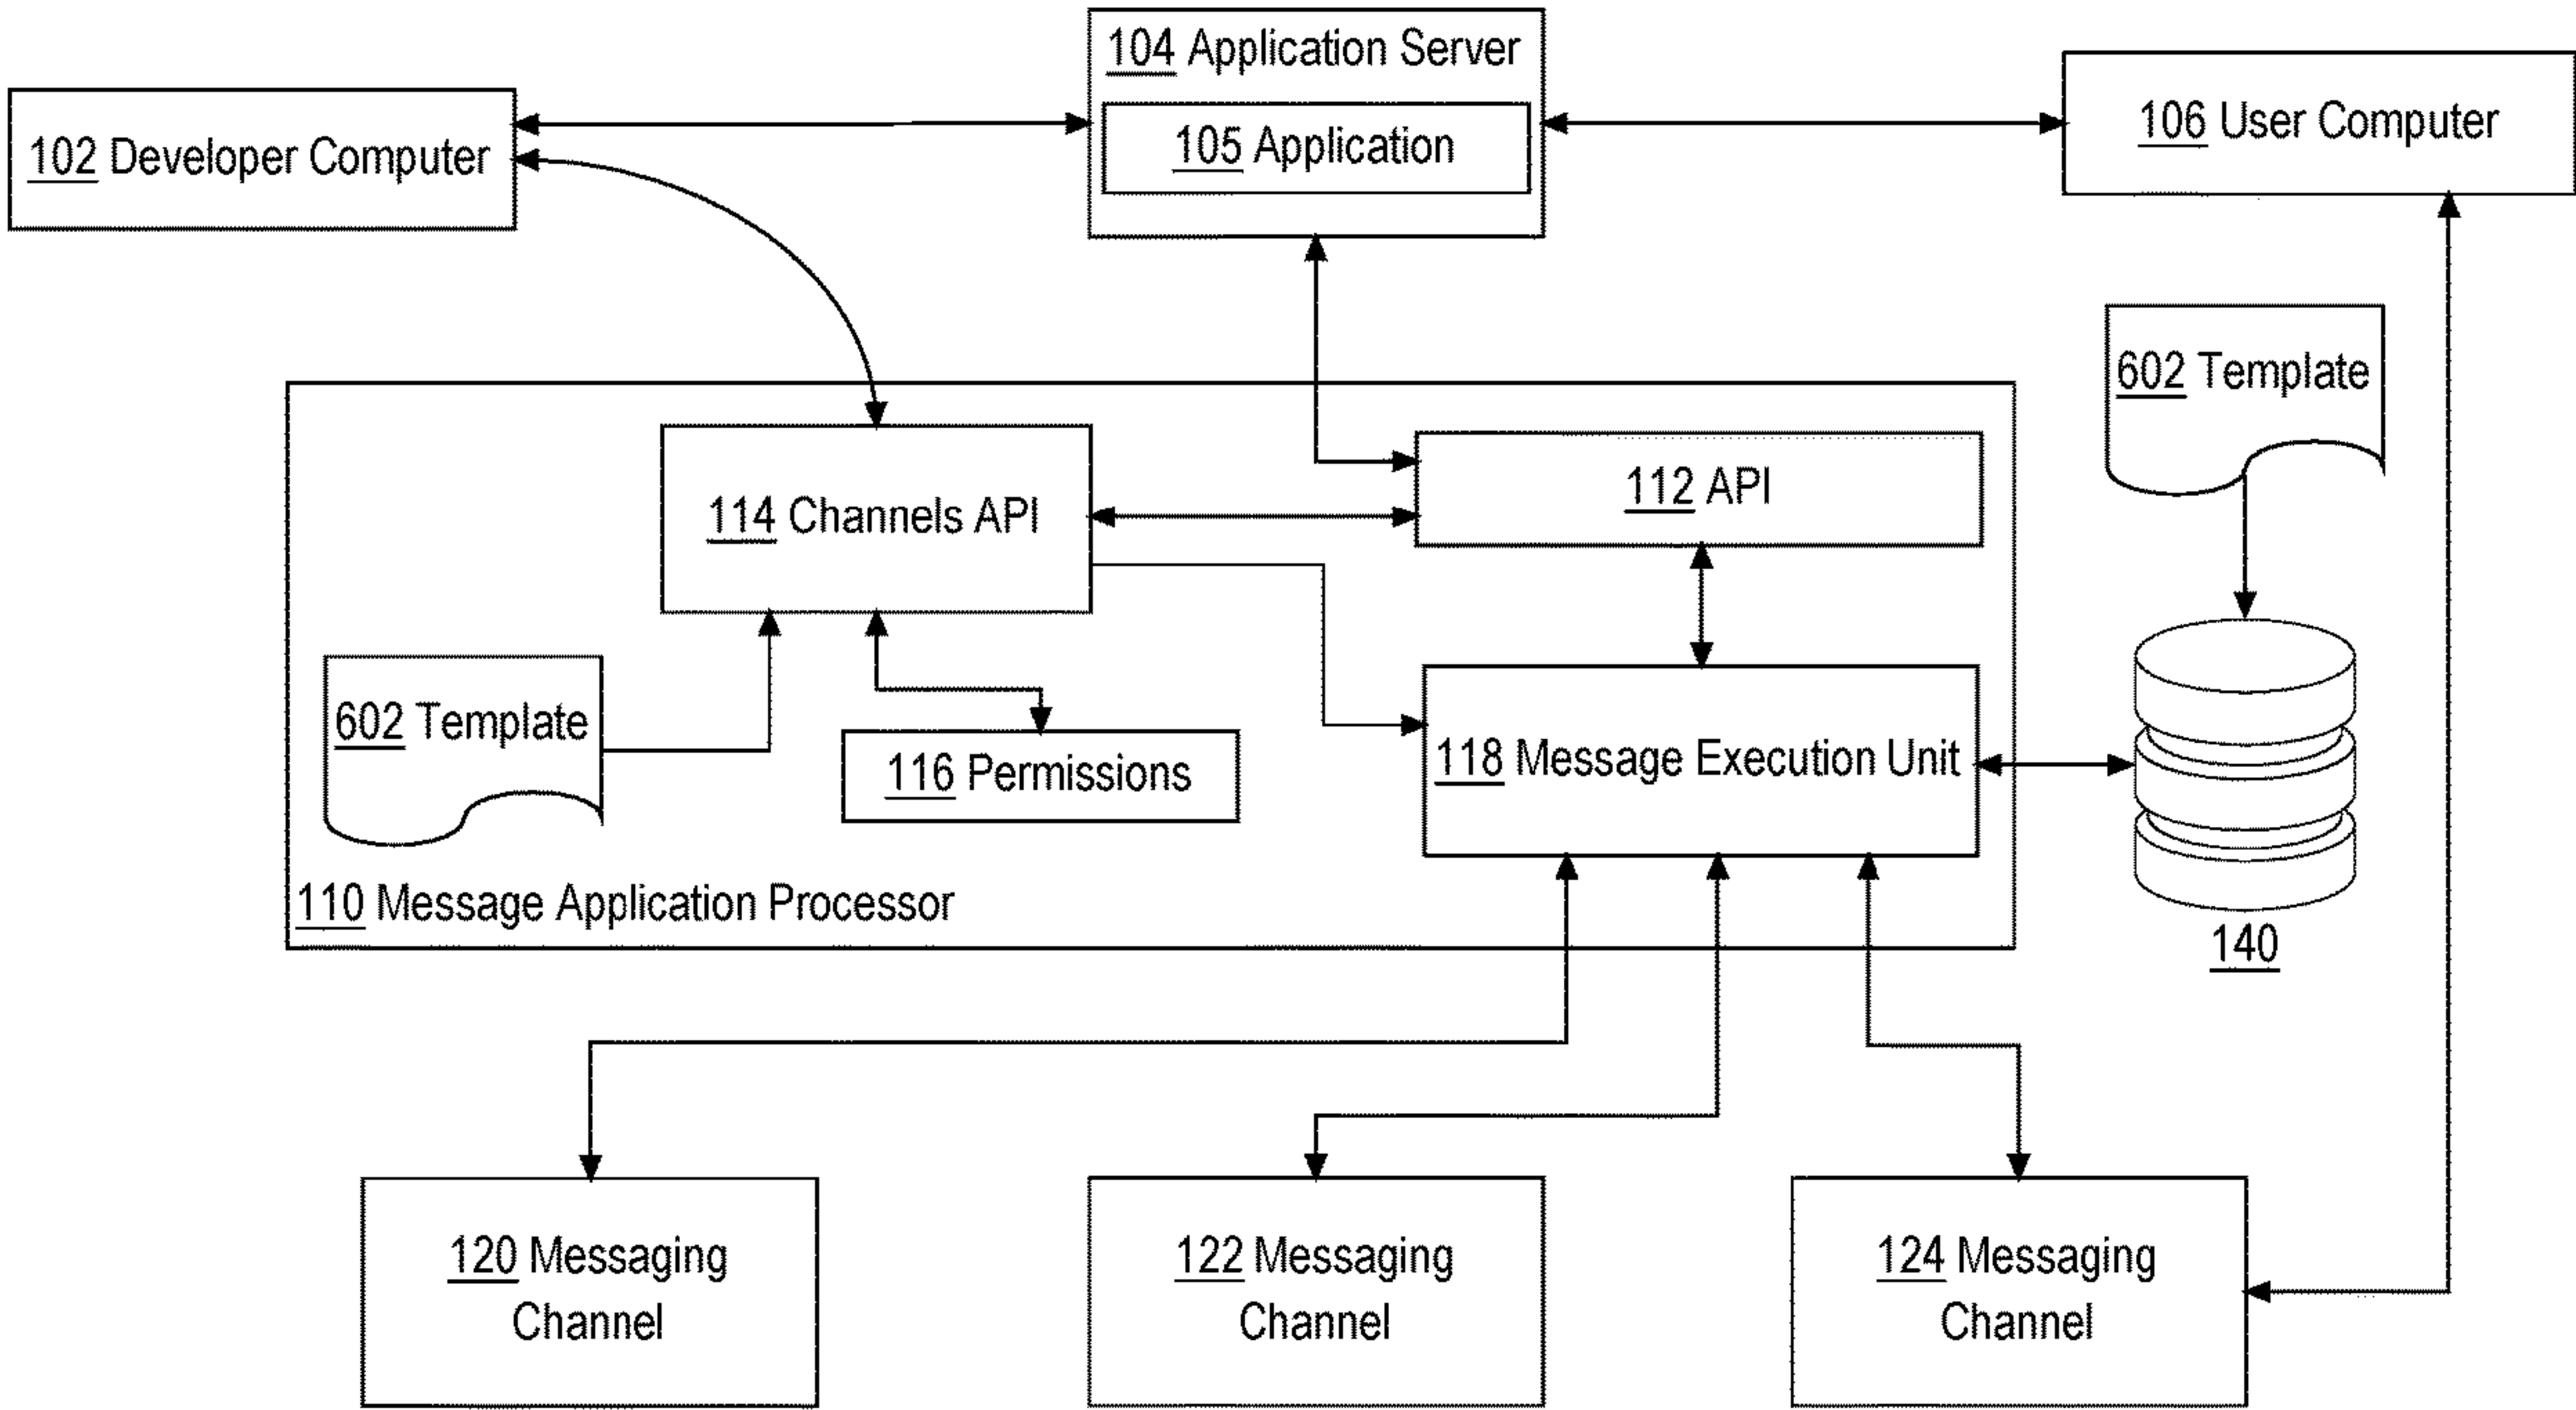 104 Application Server
105 Application
102 Developer Computer
106 User Computer
602 Template
114 Channels API
112 API
602 Template
116 Permissions
118 Message Execution Unit
110 Message Application Processor
140
120 Messaging
Channel
122 Messaging
Channel
124 Messaging
Channel